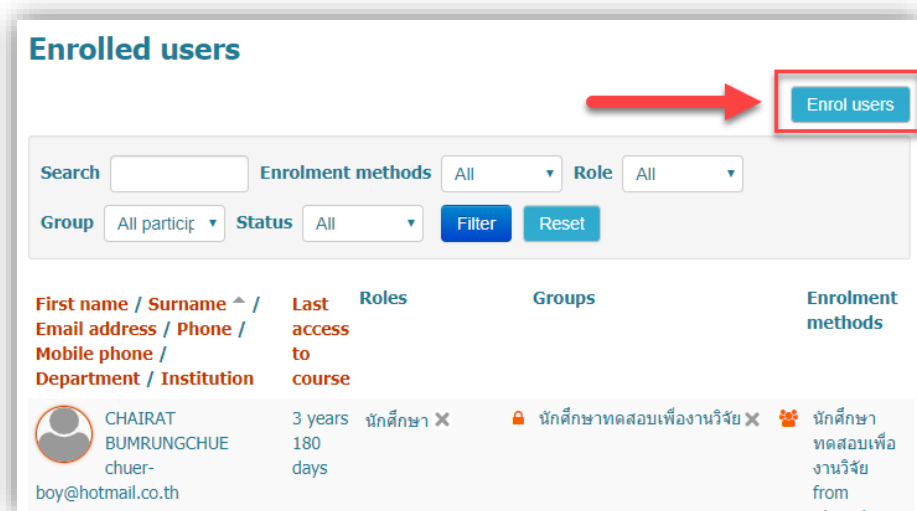 Enrolled users
Enrol users
Search Enrolment methods All Role All
Group All particip Status All Filter Reset
First name / Surname / Email address / Phone / Mobile phone / Department / Institution
Last access to course
Roles
Groups
Enrolment methods
CHAIRAT
BUMRUNGCHUE
chuer-
boy@hotmail.co.th
3 years
180
days
นักศึกษา
นักศึกษาทดสอบเพื่องานวิจัย
นักศึกษา
ทดสอบเพื่อ
งานวิจัย
from